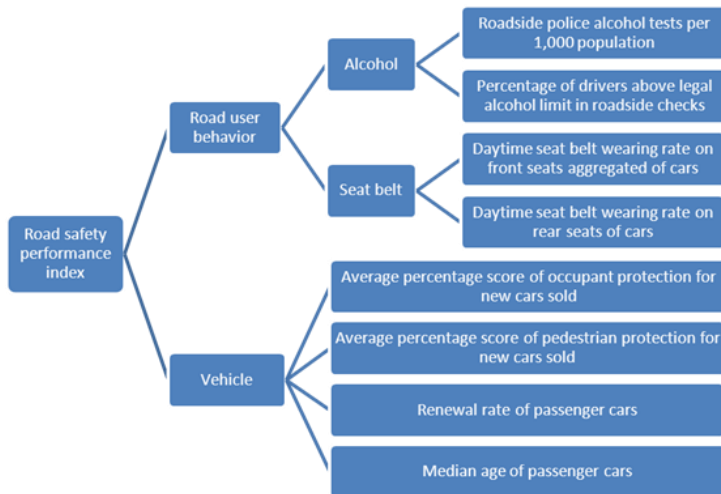 Road safety
performance
index
Road user
behavior
Alcohol
Roadside police alcohol tests per
1,000 population
Percentage of drivers above legal
alcohol limit in roadside checks
Seat belt
Daytime seat belt wearing rate on
front seats aggregated of cars
Daytime seat belt wearing rate on
rear seats of cars
Vehicle
Average percentage score of occupant protection for
new cars sold
Average percentage score of pedestrian protection for
new cars sold
Renewal rate of passenger cars
Median age of passenger cars